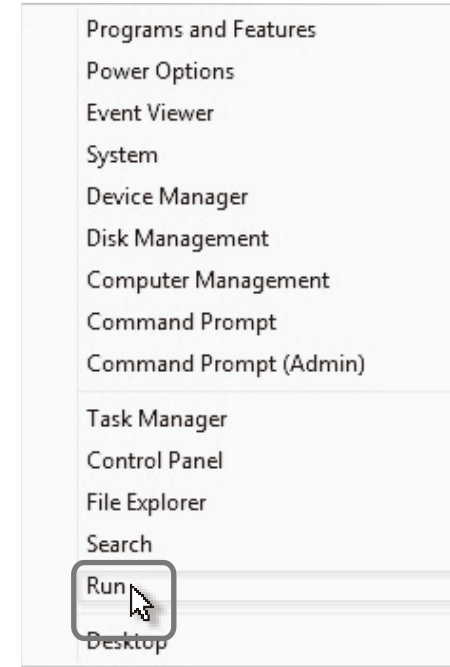 Programs and Features
Power Options
Event Viewer
System
Device Manager
Disk Management
Computer Management
Command Prompt
Command Prompt (Admin)
Task Manager
Control Panel
File Explorer
Search
Run
Desktop